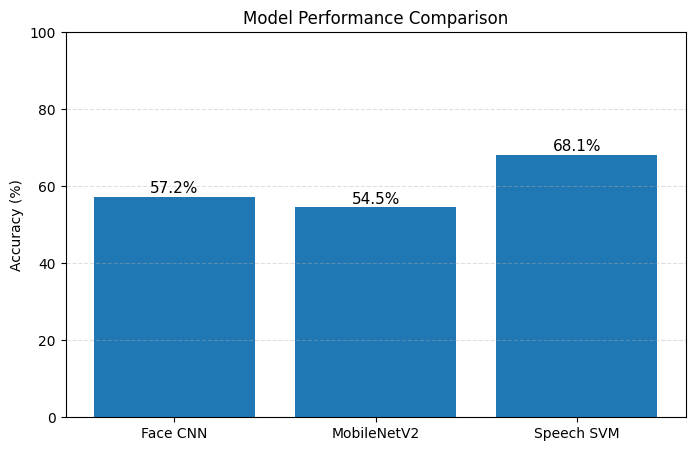 Model Performance Comparison
100
80
60
40
20
0
Accuracy (%)
57.2%
54.5%
68.1%
Face CNN
MobileNetV2
Speech SVM